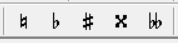 ♮ ♭ ♯ 𝄪 𝄫